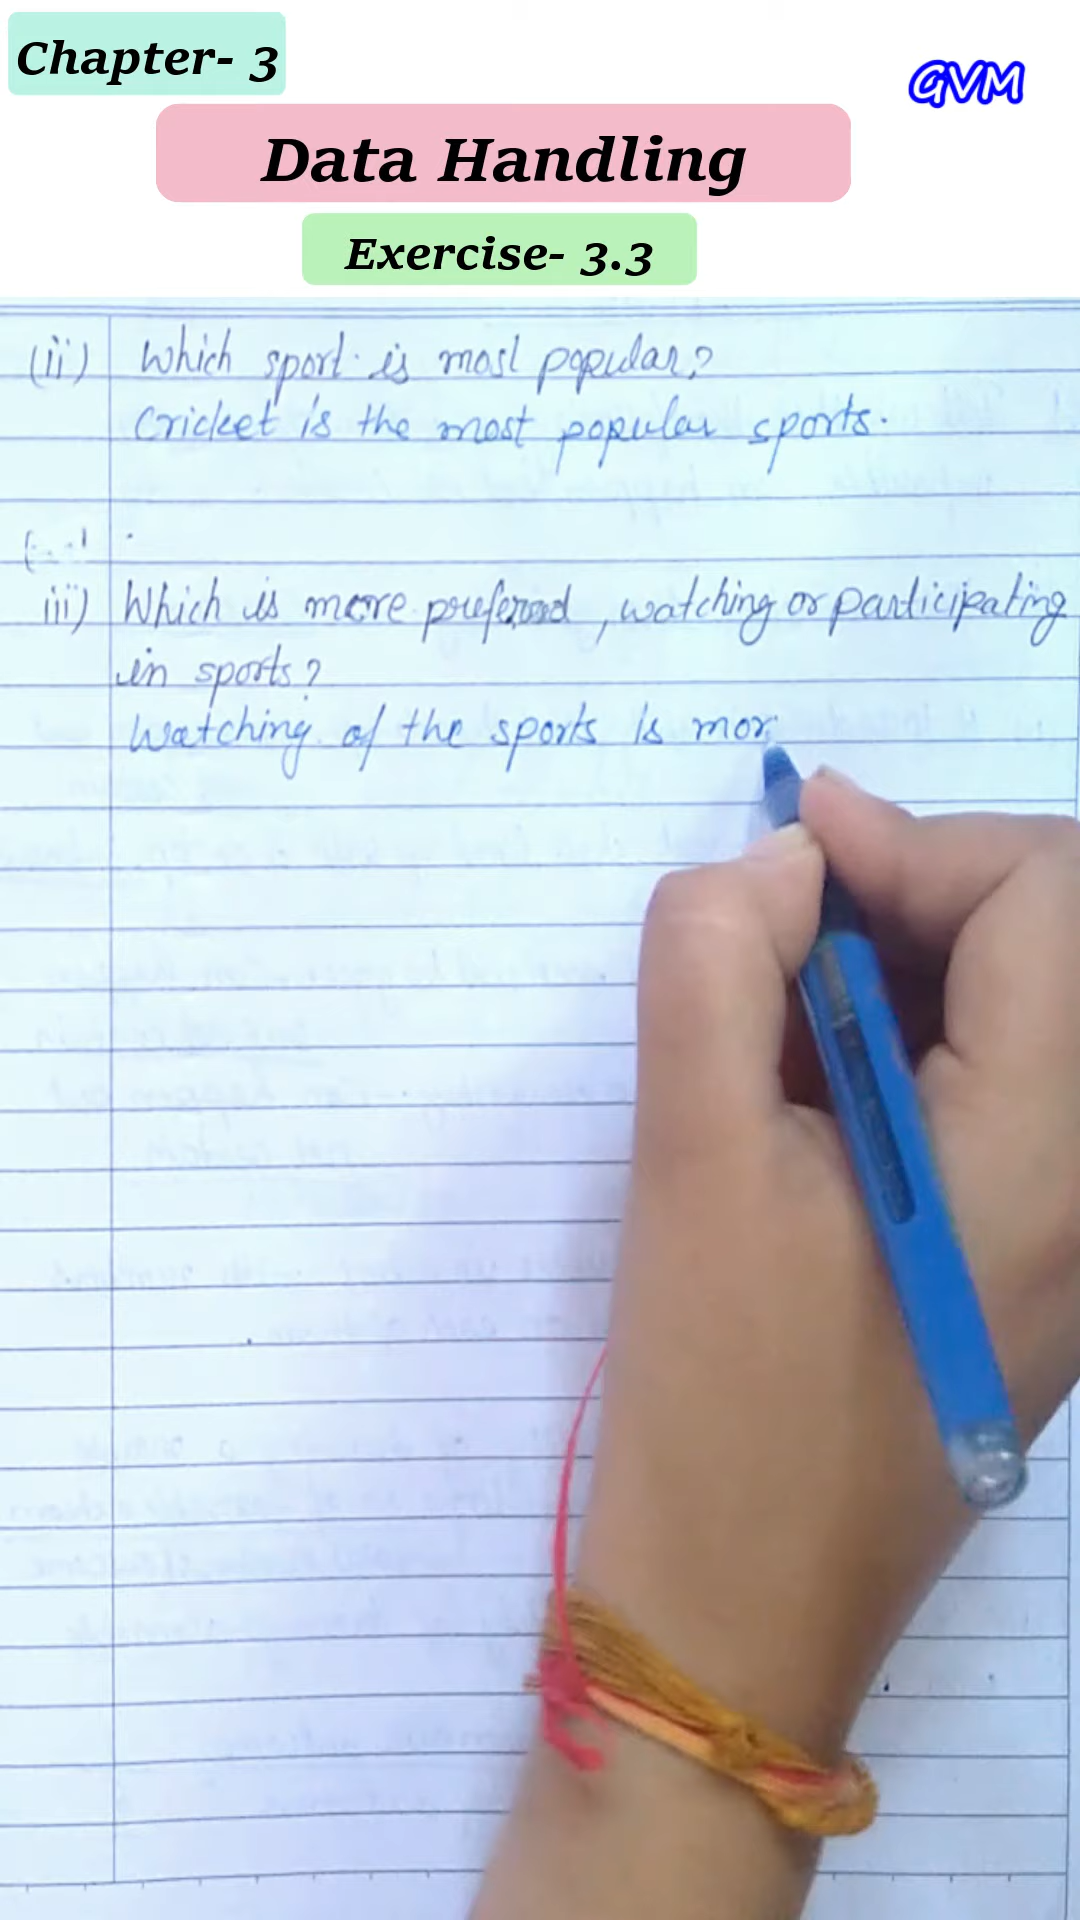 Chapter- 3
GVM
Data Handling
Exercise- 3.3
(ii) Which sport is most popular?
Cricket is the most popular sports.
iii) Which is more preferred, watching or participating
in sports?
Watching of the sports is mor